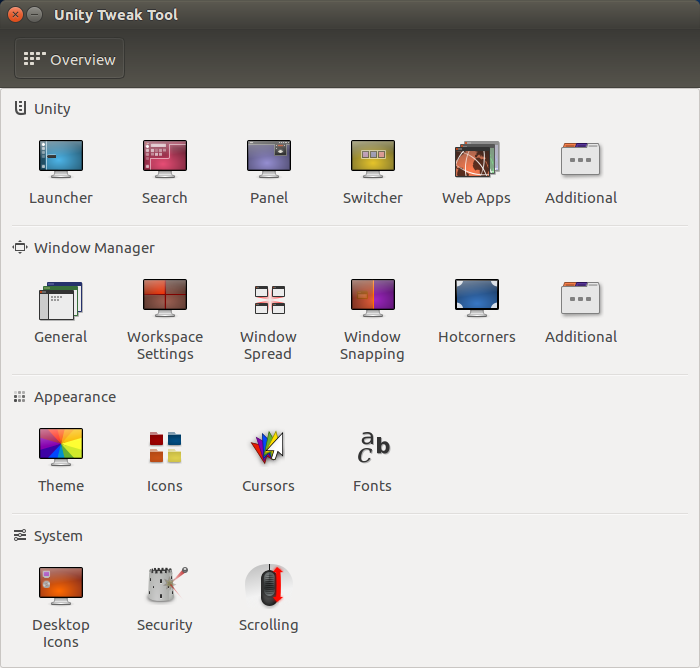 Unity Tweak Tool
Overview
Unity
Launcher
Search
Panel
Switcher
Web Apps
Additional
Window Manager
General
Workspace
Settings
Window
Spread
Window
Snapping
Hotcorners
Additional
Appearance
Theme
Icons
Cursors
Fonts
System
Desktop
Icons
Security
Scrolling